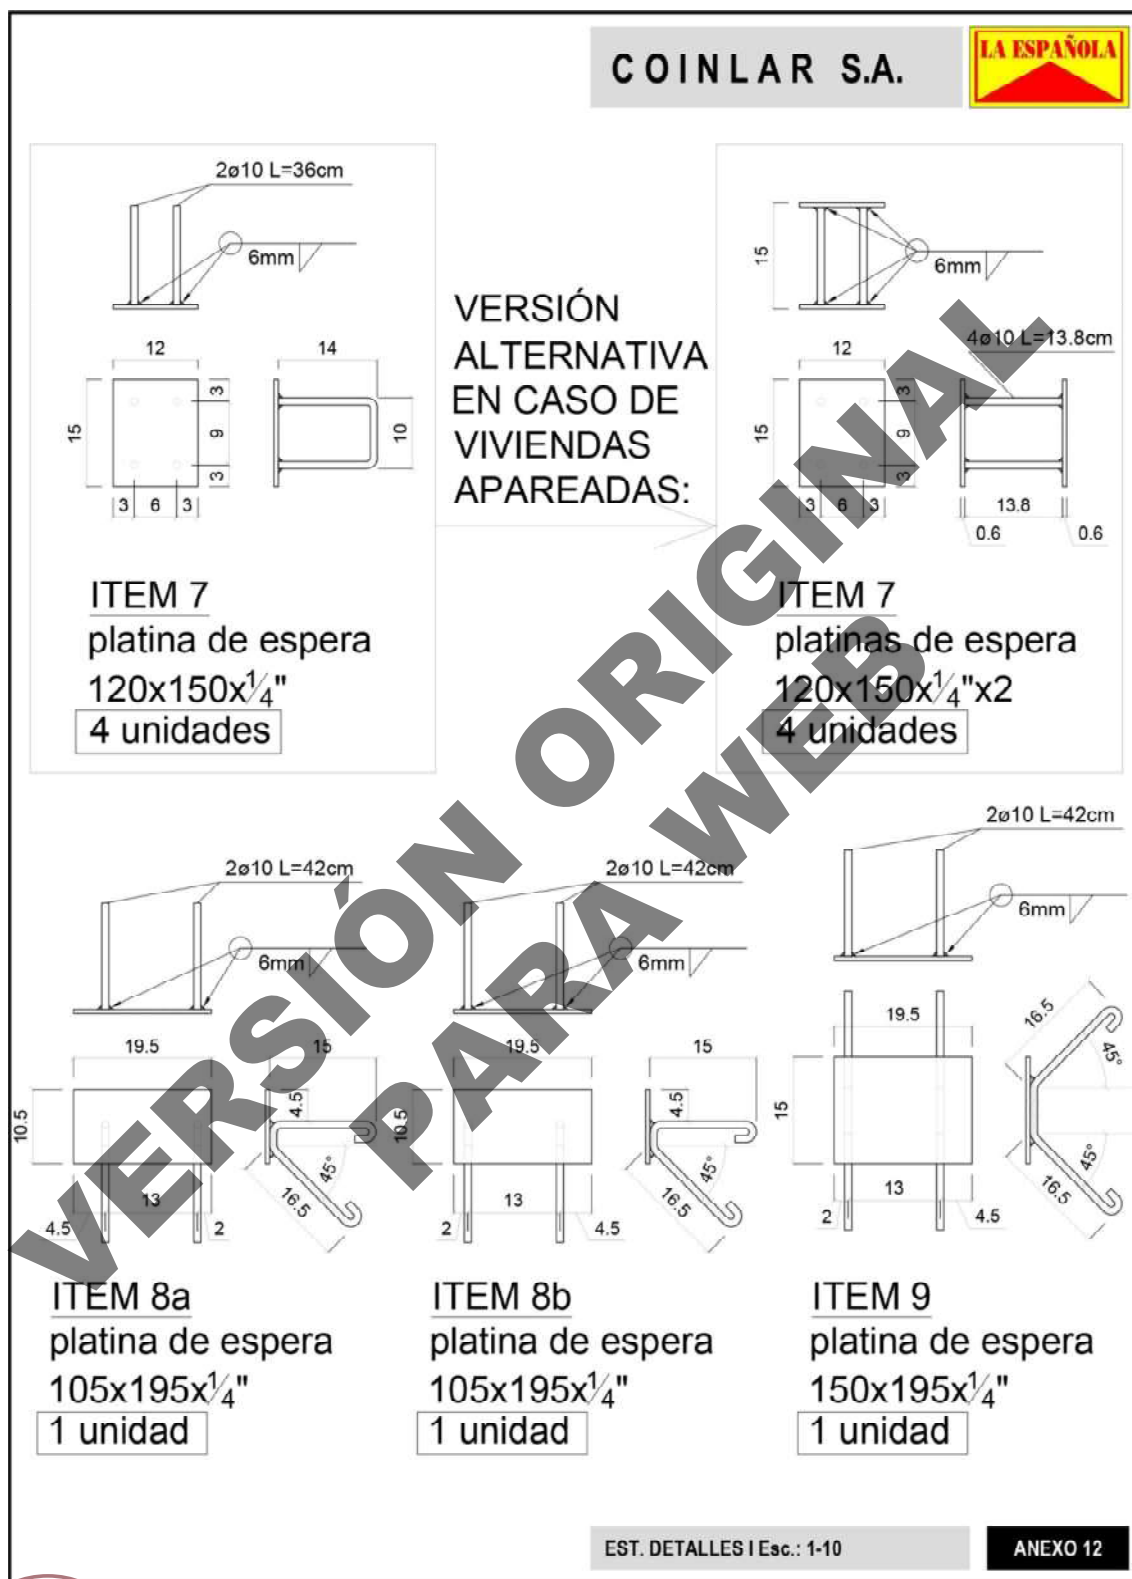 COINLAR S.A.
LA ESPAÑOLA
2ø10 L=36cm
6mm
12
14
15
3
9
3
10
3 6 3
ITEM 7
platina de espera
120x150x1/4"
4 unidades
VERSIÓN
ALTERNATIVA
EN CASO DE
VIVIENDAS
APAREADAS:
15
6mm
12
4ø10 L=13.8cm
15
3
9
3
3 6 3
13.8
0.6
0.6
ITEM 7
platinas de espera
120x150x1/4"x2
4 unidades
2ø10 L=42cm
6mm
19.5
15
10.5
4.5
45°
16.5
13
4.5
2
ITEM 8a
platina de espera
105x195x1/4"
1 unidad
2ø10 L=42cm
6mm
19.5
15
10.5
4.5
45°
16.5
13
2
4.5
ITEM 8b
platina de espera
105x195x1/4"
1 unidad
2ø10 L=42cm
6mm
19.5
16.5
45°
15
45°
16.5
13
2
4.5
ITEM 9
platina de espera
150x195x1/4"
1 unidad
VERSIÓN ORIGINAL
PARA WEB
EST. DETALLES I Esc.: 1-10
ANEXO 12